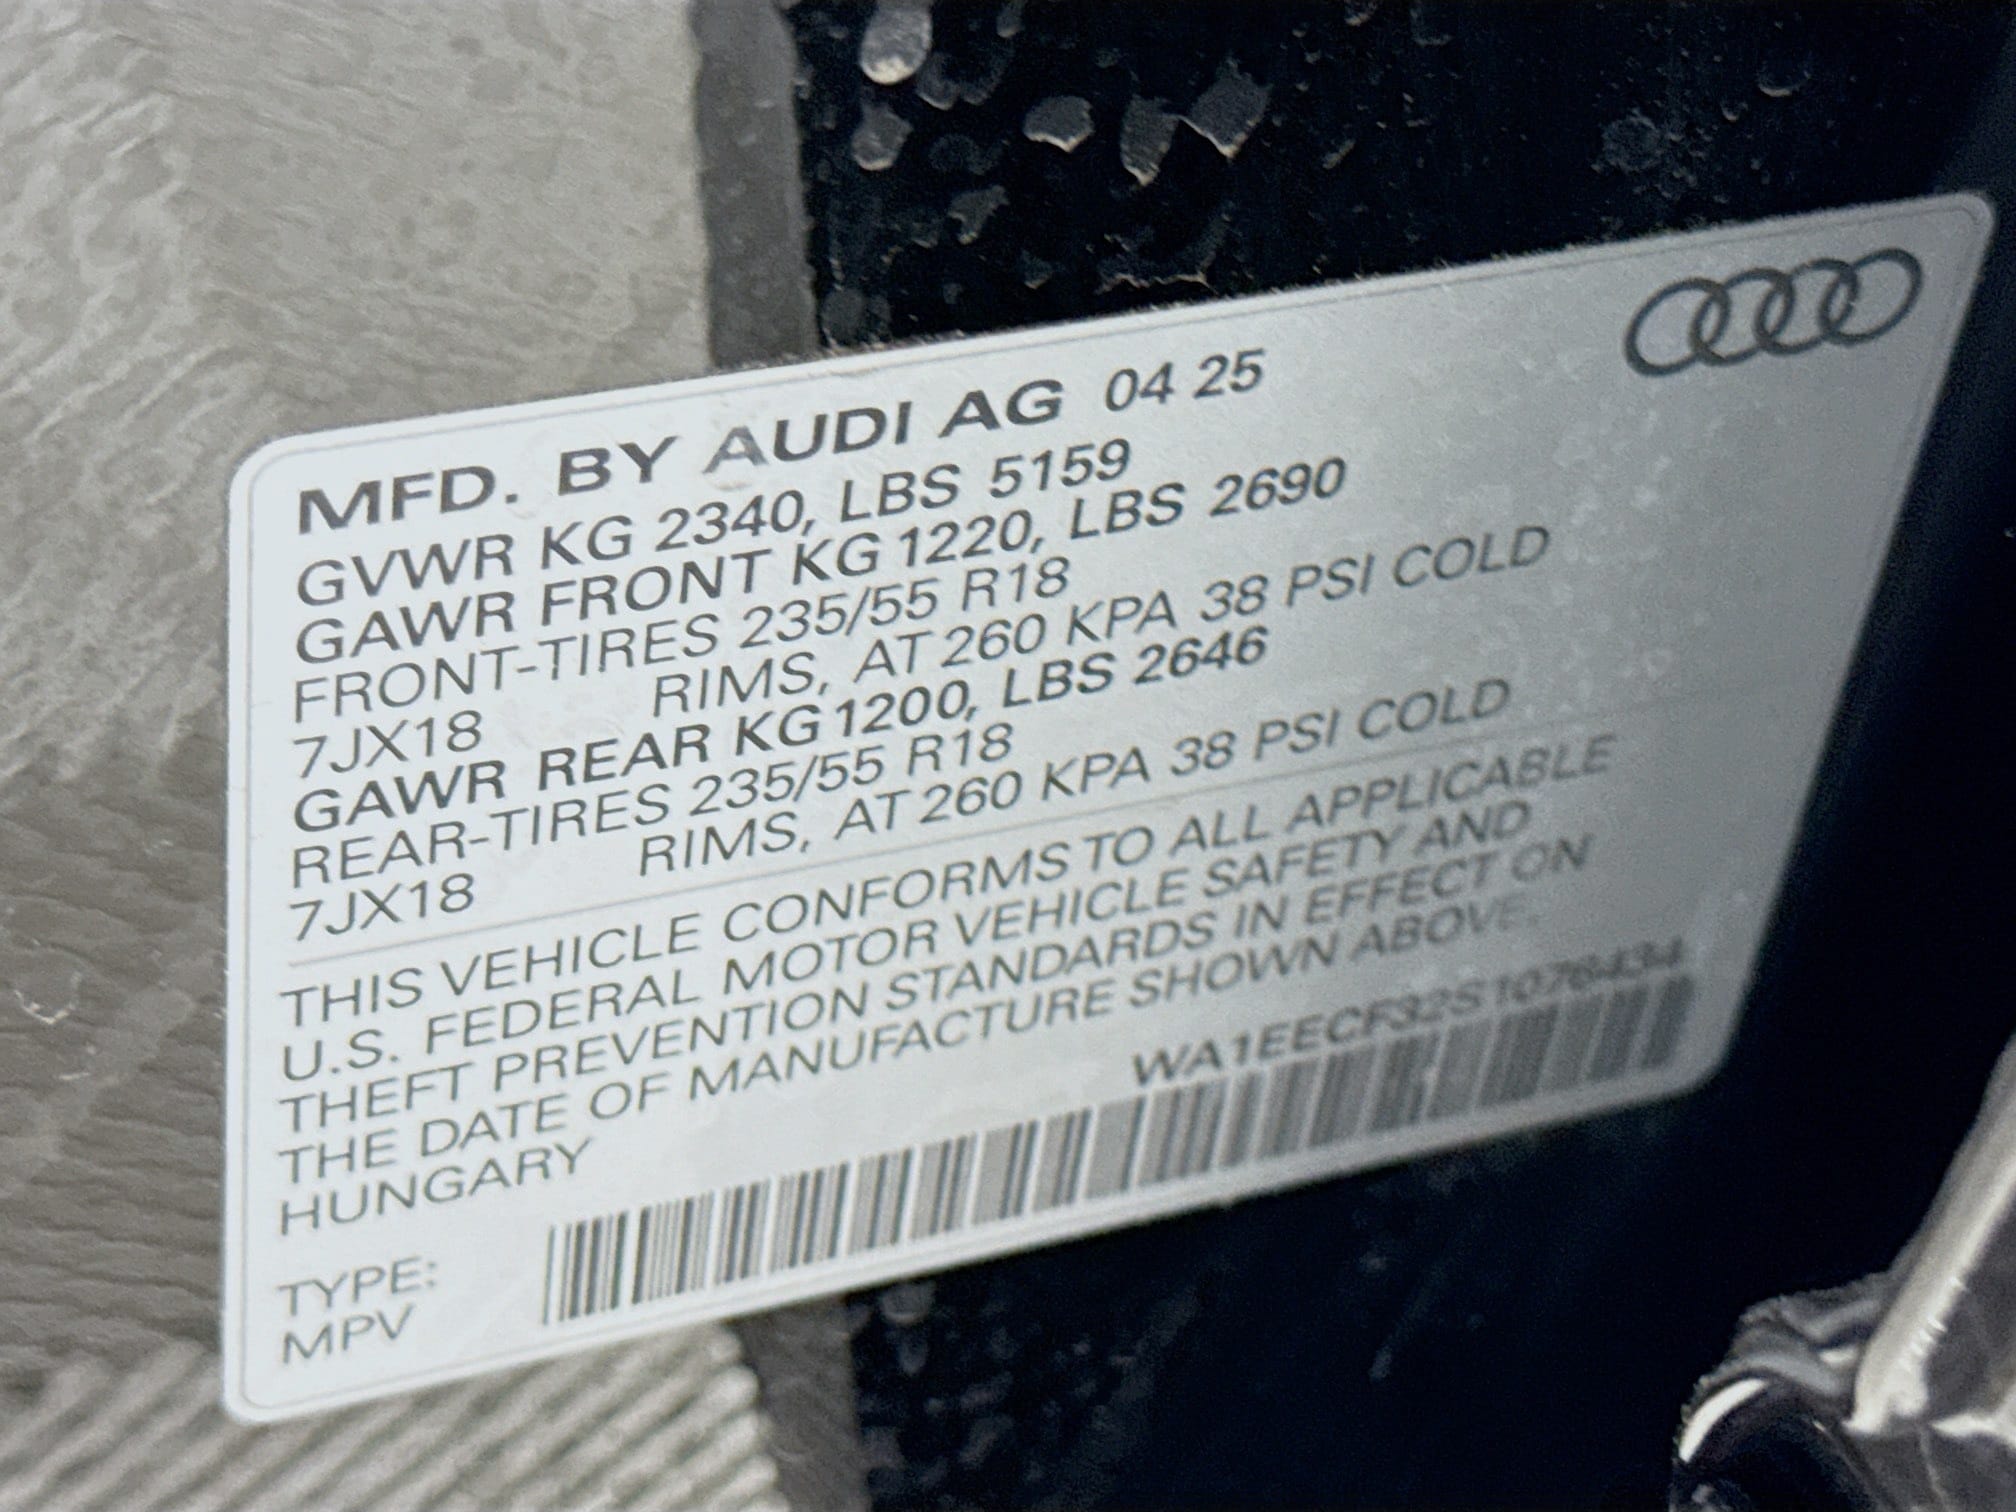 MFD. BY AUDI AG 04 25
GVWR KG 2340, LBS 5159
GAWR FRONT KG 1220, LBS 2690
FRONT-TIRES 235/55 R18
7JX18 RIMS, AT 260 KPA 38 PSI COLD
GAWR REAR KG 1200, LBS 2646
REAR-TIRES 235/55 R18
7JX18 RIMS, AT 260 KPA 38 PSI COLD
THIS VEHICLE CONFORMS TO ALL APPLICABLE
U.S. FEDERAL MOTOR VEHICLE SAFETY AND
THEFT PREVENTION STANDARDS IN EFFECT ON
THE DATE OF MANUFACTURE SHOWN ABOVE.
HUNGARY
WA1EECF32S1076434
TYPE:
MPV